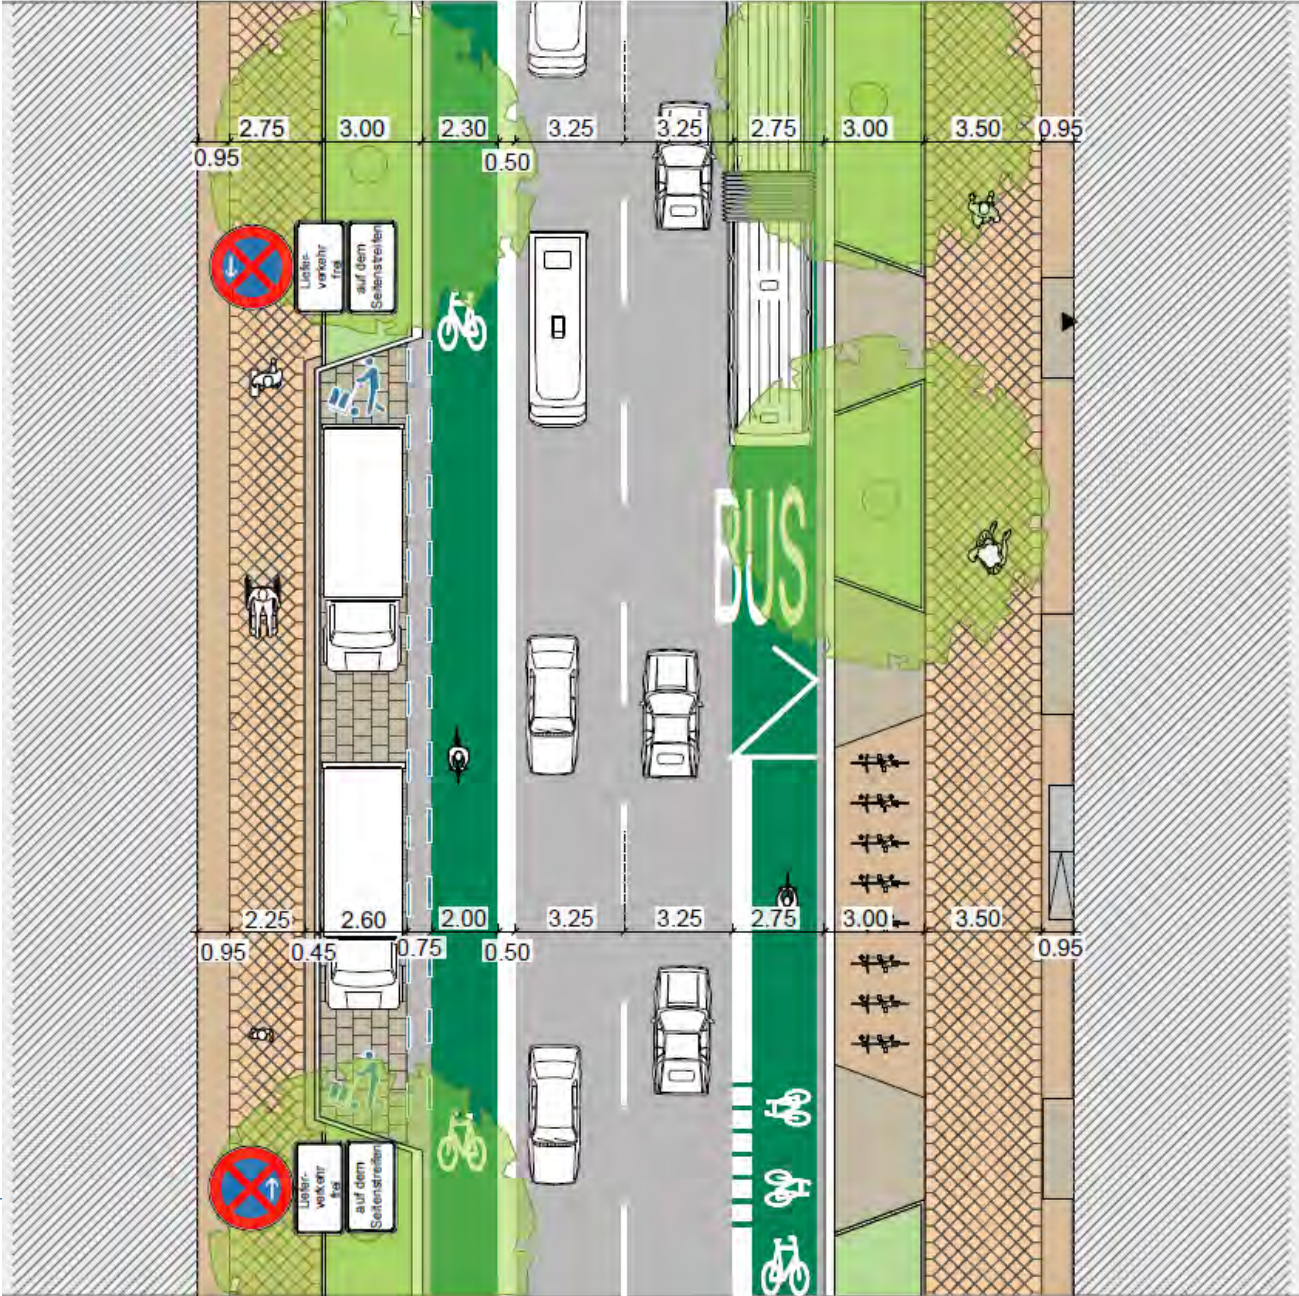 2.75 3.00 2.30 3.25 3.25 2.75 3.00 3.50 0.95
0.95 0.50
Liefer-
verkehr
frei
auf dem
Seitenstreifen
BUS
2.25 2.60 2.00 3.25 3.25 2.75 3.00 3.50
0.95 0.45 0.75 0.50 0.95
Liefer-
verkehr
frei
auf dem
Seitenstreifen